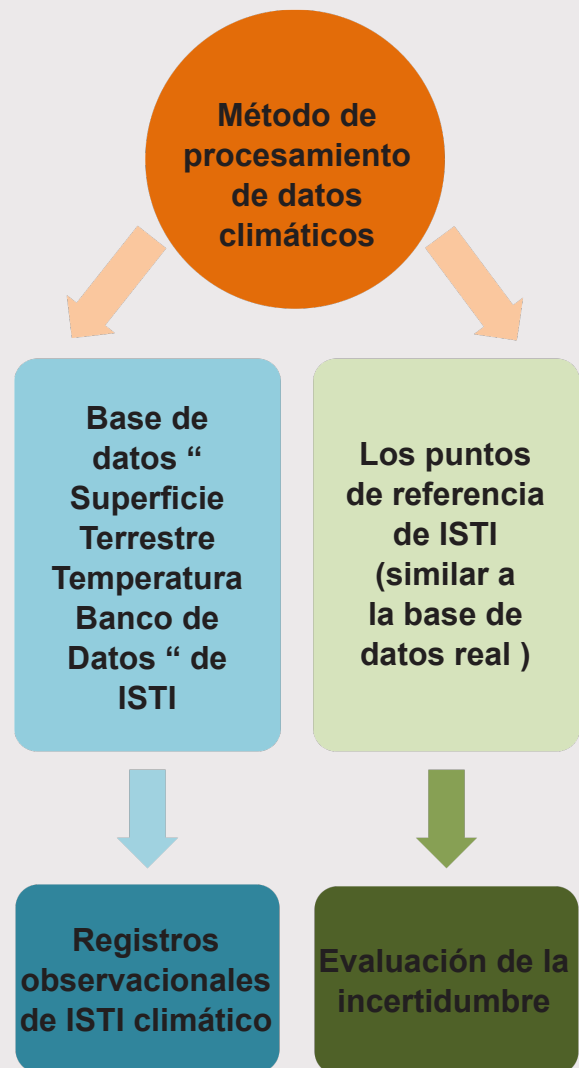 Método de
procesamiento
de datos
climáticos
Base de
datos “
Superficie
Terrestre
Temperatura
Banco de
Datos “ de
ISTI
Los puntos
de referencia
de ISTI
(similar a
la base de
datos real )
Registros
observacionales
de ISTI climático
Evaluación de la
incertidumbre